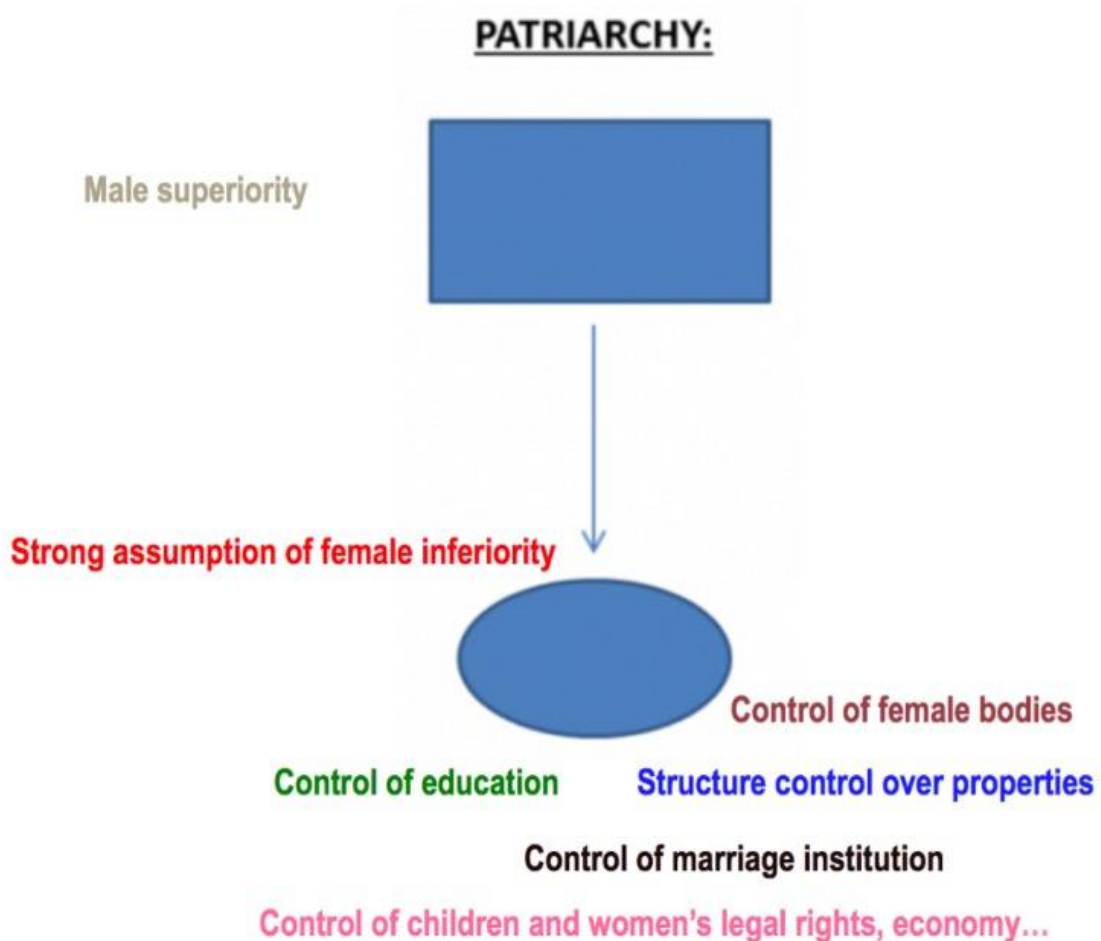 PATRIARCHY:
Male superiority
Strong assumption of female inferiority
Control of female bodies
Control of education
Structure control over properties
Control of marriage institution
Control of children and women's legal rights, economy...